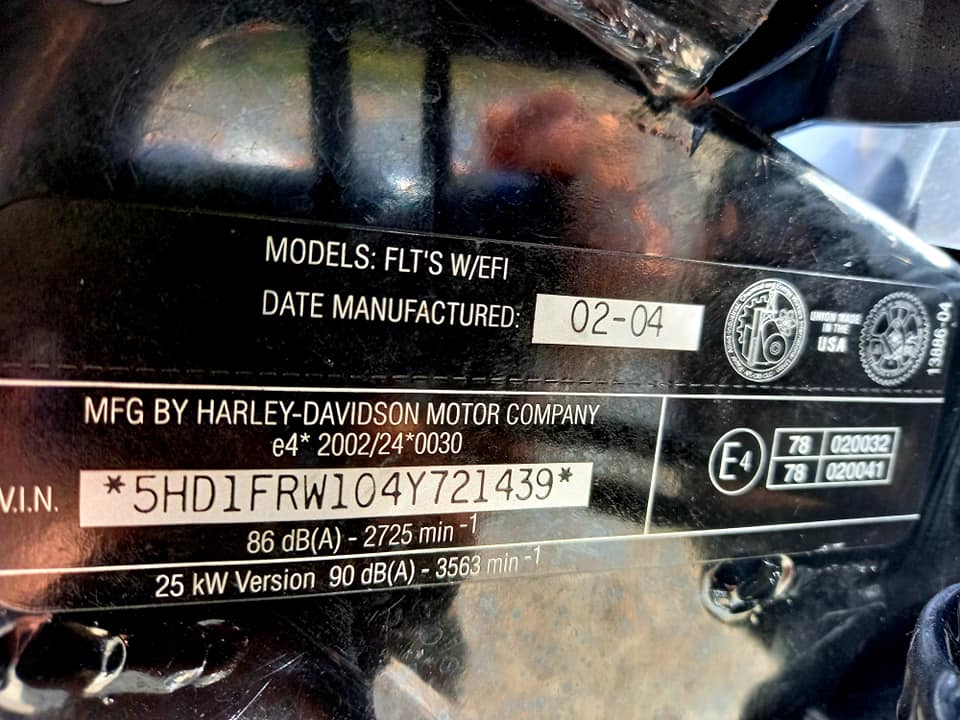 MODELS: FLT'S W/EFI
DATE MANUFACTURED: 02-04
UNION MADE
IN THE
USA
13886-04
MFG BY HARLEY-DAVIDSON MOTOR COMPANY
e4* 2002/24*0030
V.I.N. *5HD1FRW104Y721439*
86 dB(A) - 2725 min -1
25 kW Version 90 dB(A) - 3563 min -1
E4
78 020032
78 020041